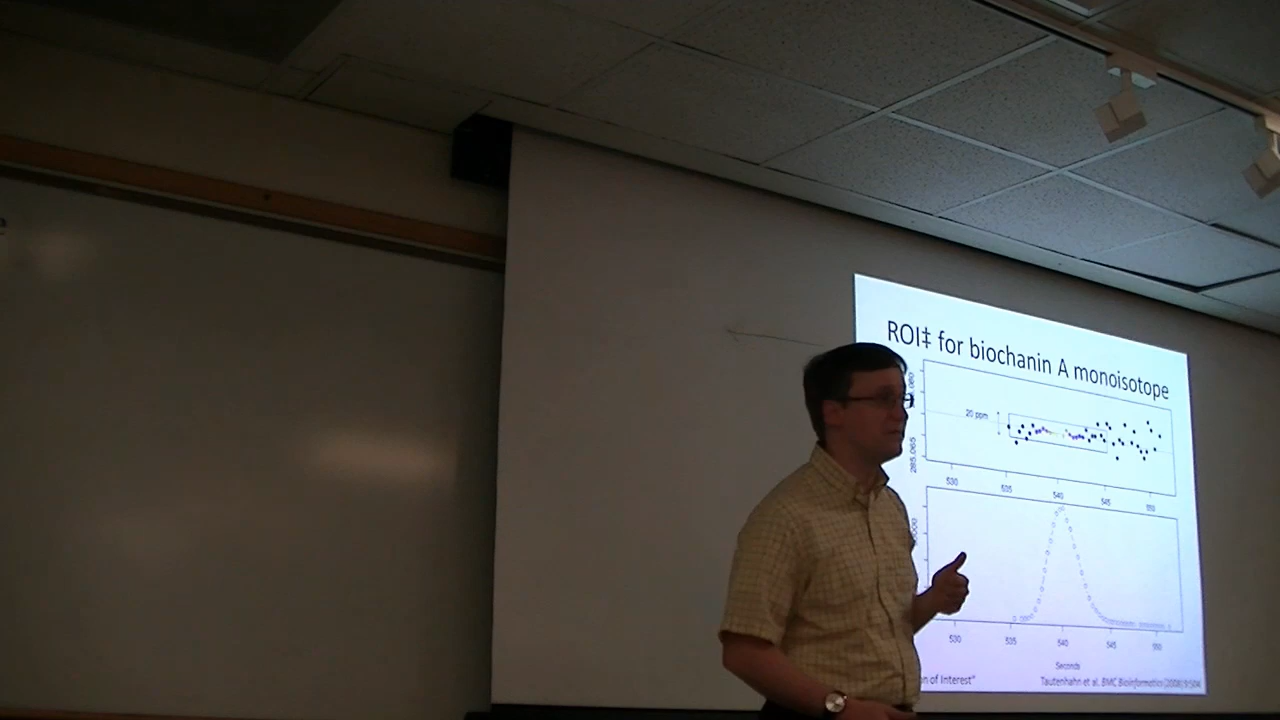 ROI‡ for biochanin A monoisotope
20 ppm
285.065
530 535 540 545 550
530 535 540 545 550
Seconds
n of Interest"
Tautenhahn et al. BMC Bioinformatics (2008) 9:504